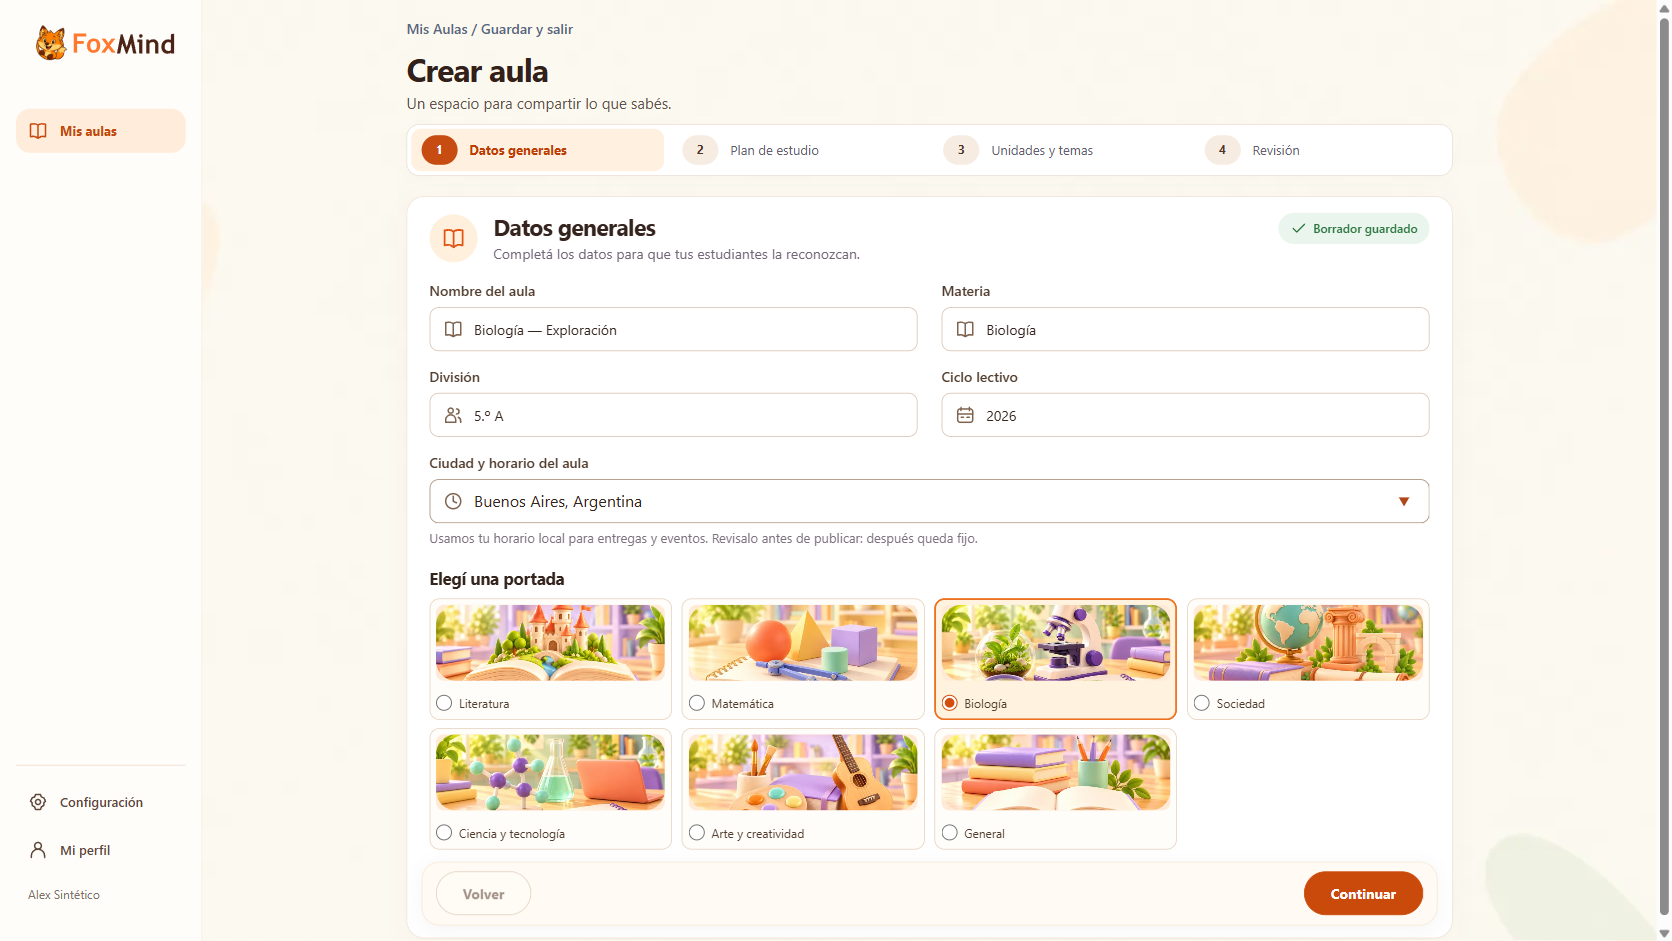 FoxMind
Mis aulas
Configuración
Mi perfil
Alex Sintético
Mis Aulas / Guardar y salir
Crear aula
Un espacio para compartir lo que sabés.
1 Datos generales
2 Plan de estudio
3 Unidades y temas
4 Revisión
Datos generales
Completá los datos para que tus estudiantes la reconozcan.
Borrador guardado
Nombre del aula
Biología — Exploración
Materia
Biología
División
5.º A
Ciclo lectivo
2026
Ciudad y horario del aula
Buenos Aires, Argentina
Usamos tu horario local para entregas y eventos. Revisalo antes de publicar: después queda fijo.
Elegí una portada
Literatura
Matemática
Biología
Sociedad
Ciencia y tecnología
Arte y creatividad
General
Volver
Continuar